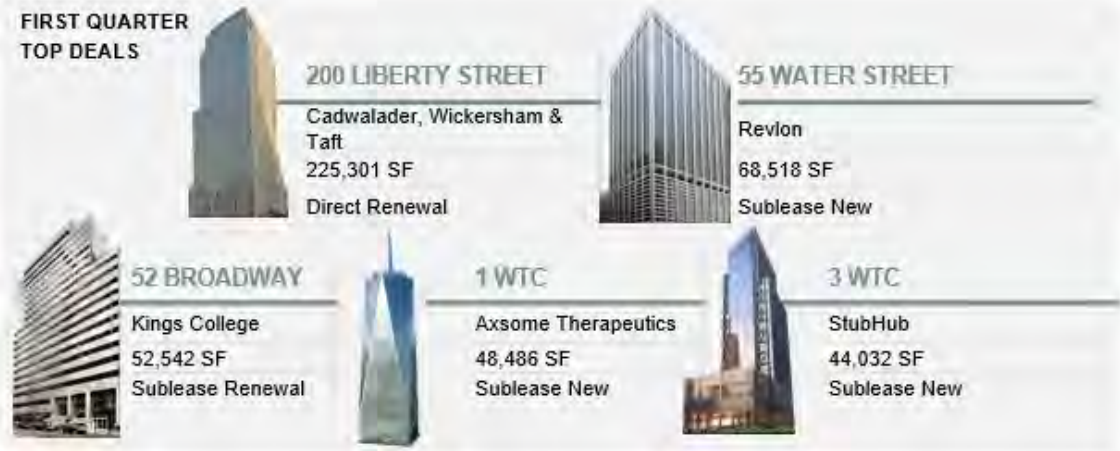 FIRST QUARTER
TOP DEALS
200 LIBERTY STREET
Cadwalader, Wickersham &
Taft
225,301 SF
Direct Renewal
55 WATER STREET
Revlon
68,518 SF
Sublease New
52 BROADWAY
Kings College
52,542 SF
Sublease Renewal
1 WTC
Axsome Therapeutics
48,486 SF
Sublease New
3 WTC
StubHub
44,032 SF
Sublease New